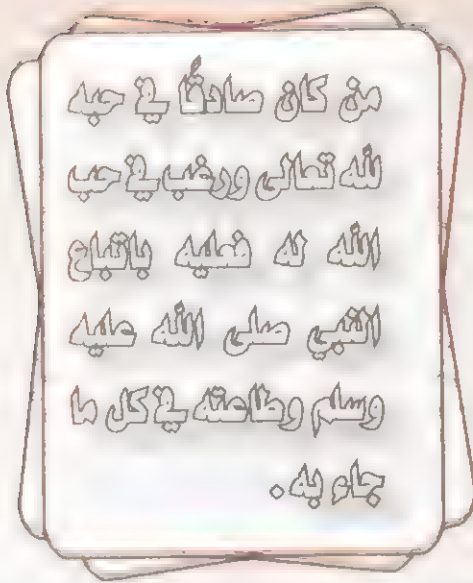 من كان صادقًا في حبه
لله تعالى ورغب في حب
الله له فعليه باتباع
النبي صلى الله عليه
وسلم وطاعته في كل ما
جاء به.